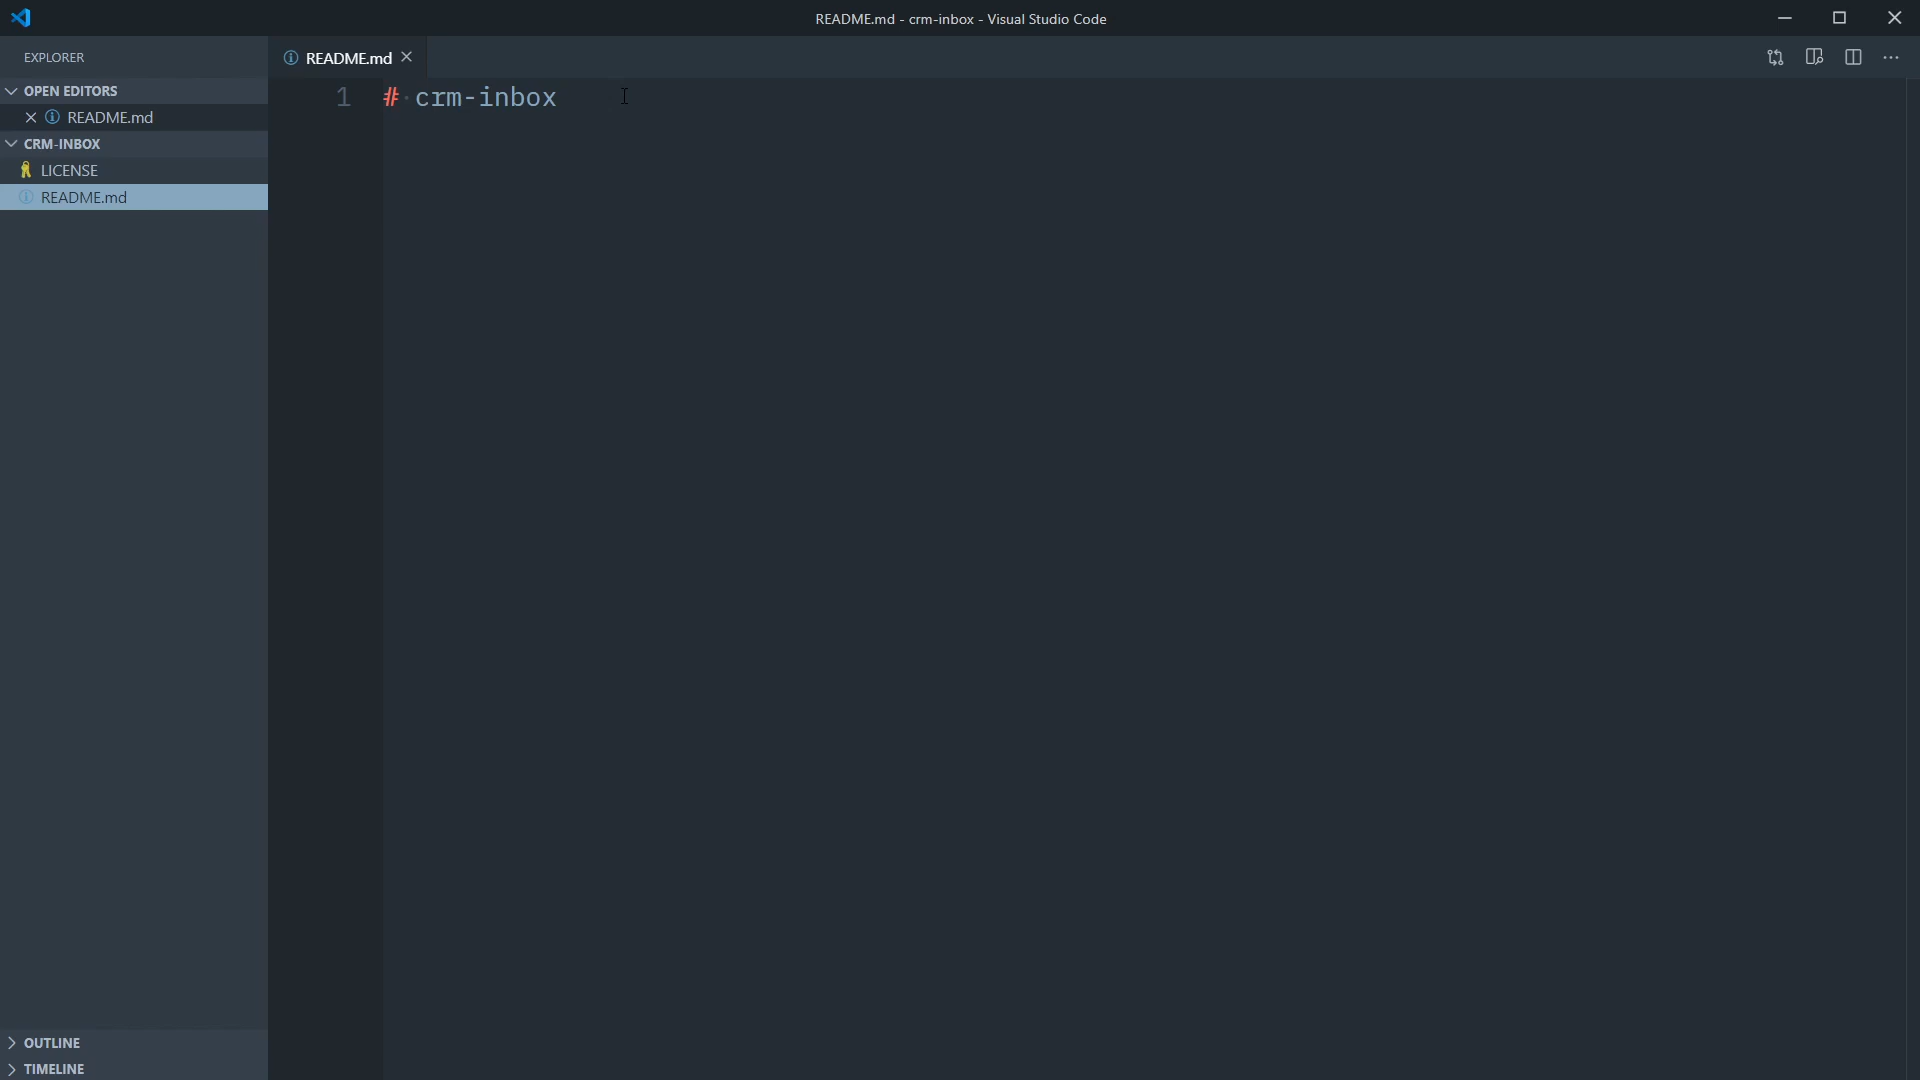 README.md - crm-inbox - Visual Studio Code
EXPLORER
README.md
OPEN EDITORS
README.md
CRM-INBOX
LICENSE
README.md
1 # crm-inbox
OUTLINE
TIMELINE